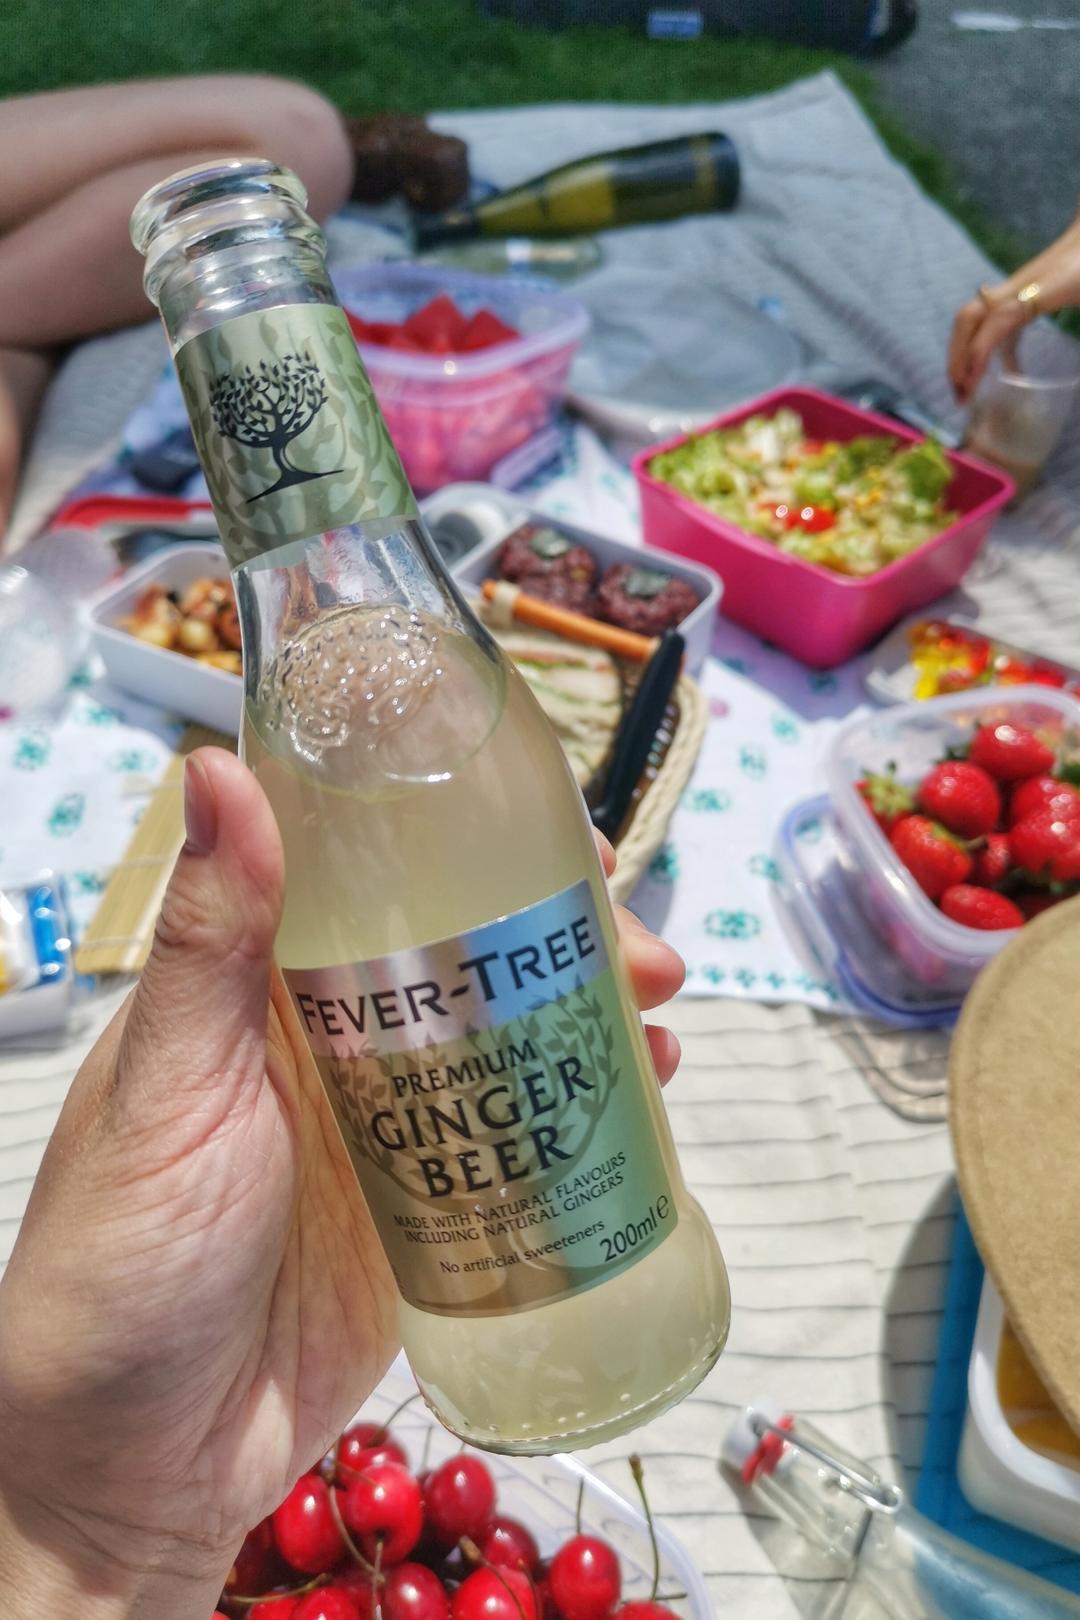 FEVER-TREE
PREMIUM
GINGER
BEER
MADE WITH NATURAL FLAVOURS
INCLUDING NATURAL GINGERS
No artificial sweeteners
200ml e